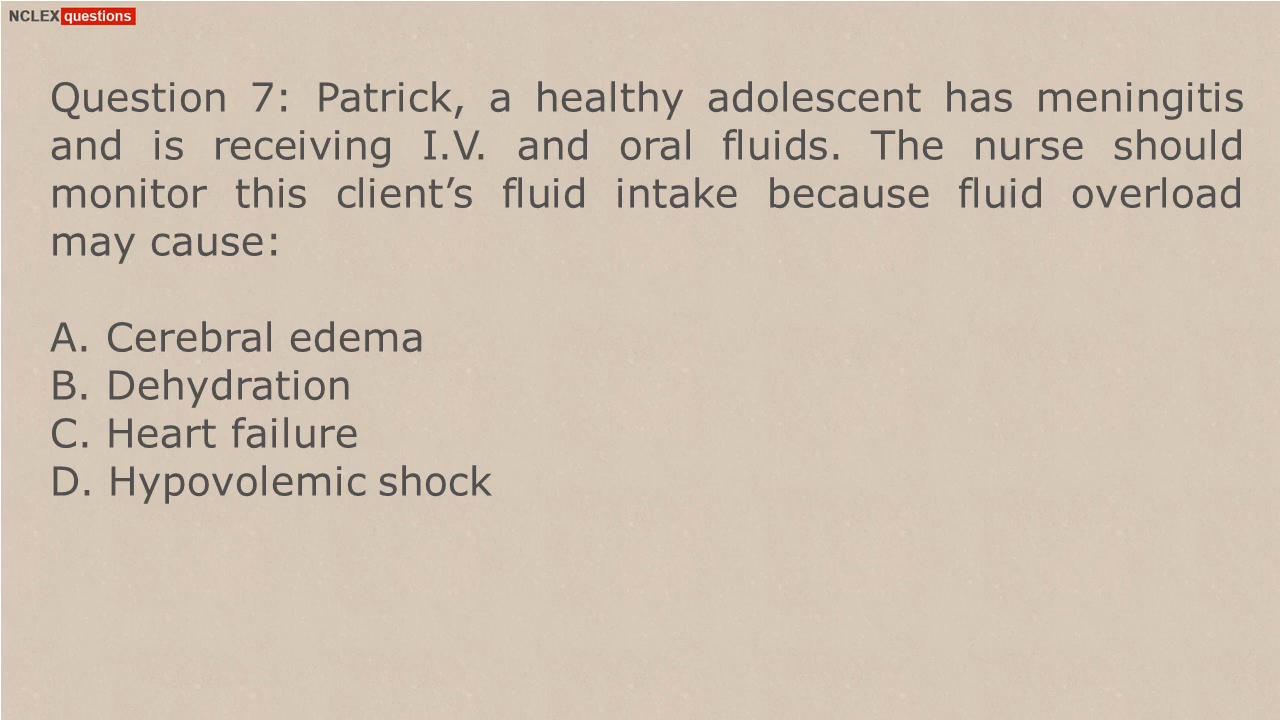 NCLEX questions
Question 7: Patrick, a healthy adolescent has meningitis
and is receiving I.V. and oral fluids. The nurse should
monitor this client’s fluid intake because fluid overload
may cause:
A. Cerebral edema
B. Dehydration
C. Heart failure
D. Hypovolemic shock